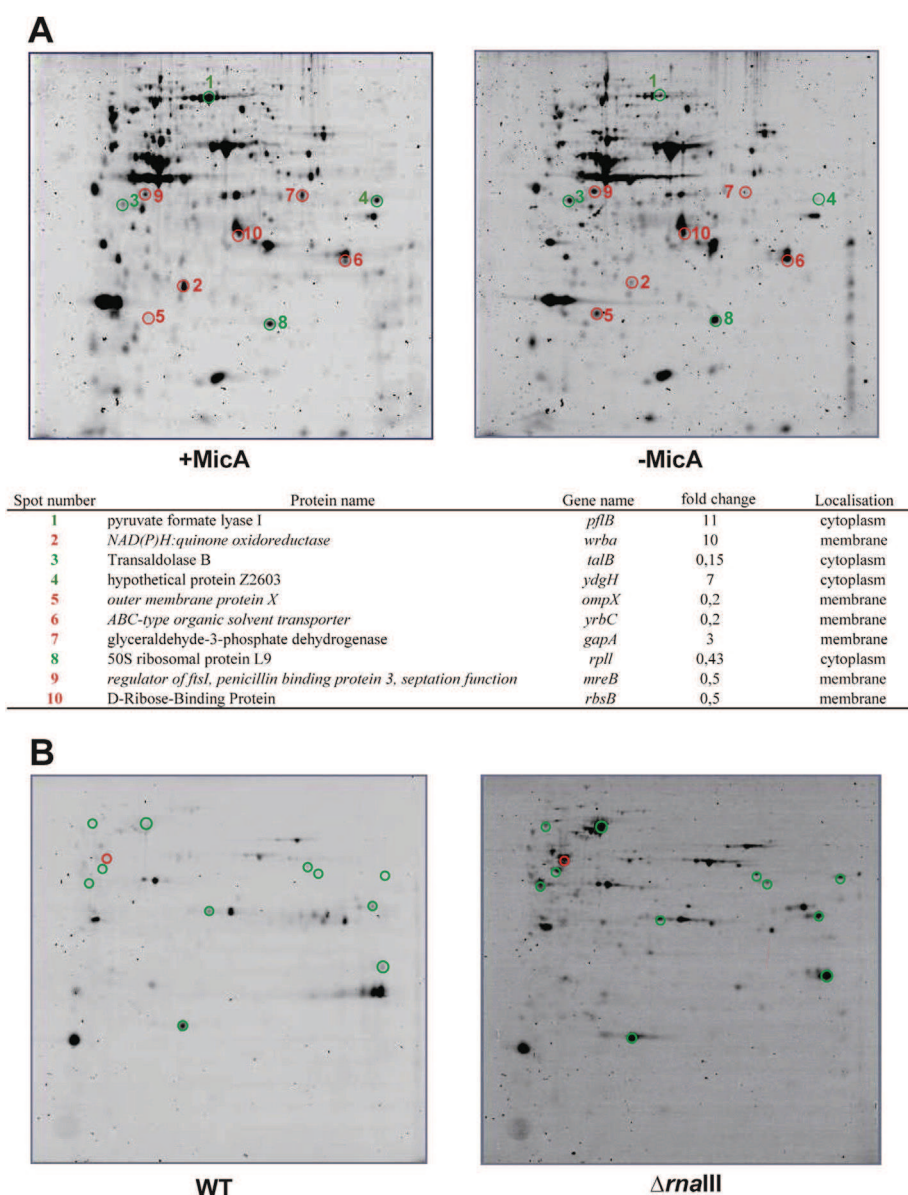 A
1
3
9
7
4
10
6
2
5
8
1
3
9
7
4
10
6
2
5
8
+MicA
-MicA
Spot number Protein name Gene name fold change Localisation
1 pyruvate formate lyase I pflB 11 cytoplasm
2 NAD(P)H:quinone oxidoreductase wrba 10 membrane
3 Transaldolase B talB 0,15 cytoplasm
4 hypothetical protein Z2603 ydgH 7 cytoplasm
5 outer membrane protein X ompX 0,2 membrane
6 ABC-type organic solvent transporter yrbC 0,2 membrane
7 glyceraldehyde-3-phosphate dehydrogenase gapA 3 membrane
8 50S ribosomal protein L9 rplI 0,43 cytoplasm
9 regulator of ftsI, penicillin binding protein 3, septation function mreB 0,5 membrane
10 D-Ribose-Binding Protein rbsB 0,5 membrane
B
WT
ΔrnaIII